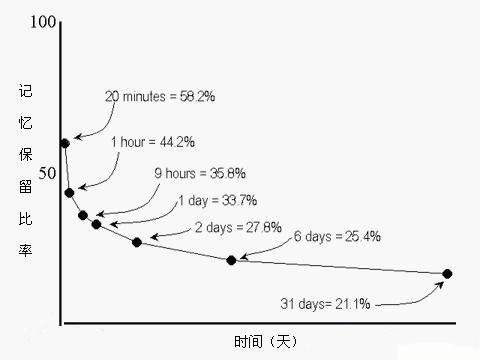 100
记忆保留比率
50
20 minutes = 58.2%
1 hour = 44.2%
9 hours = 35.8%
1 day = 33.7%
2 days = 27.8%
6 days = 25.4%
31 days= 21.1%
时间（天）